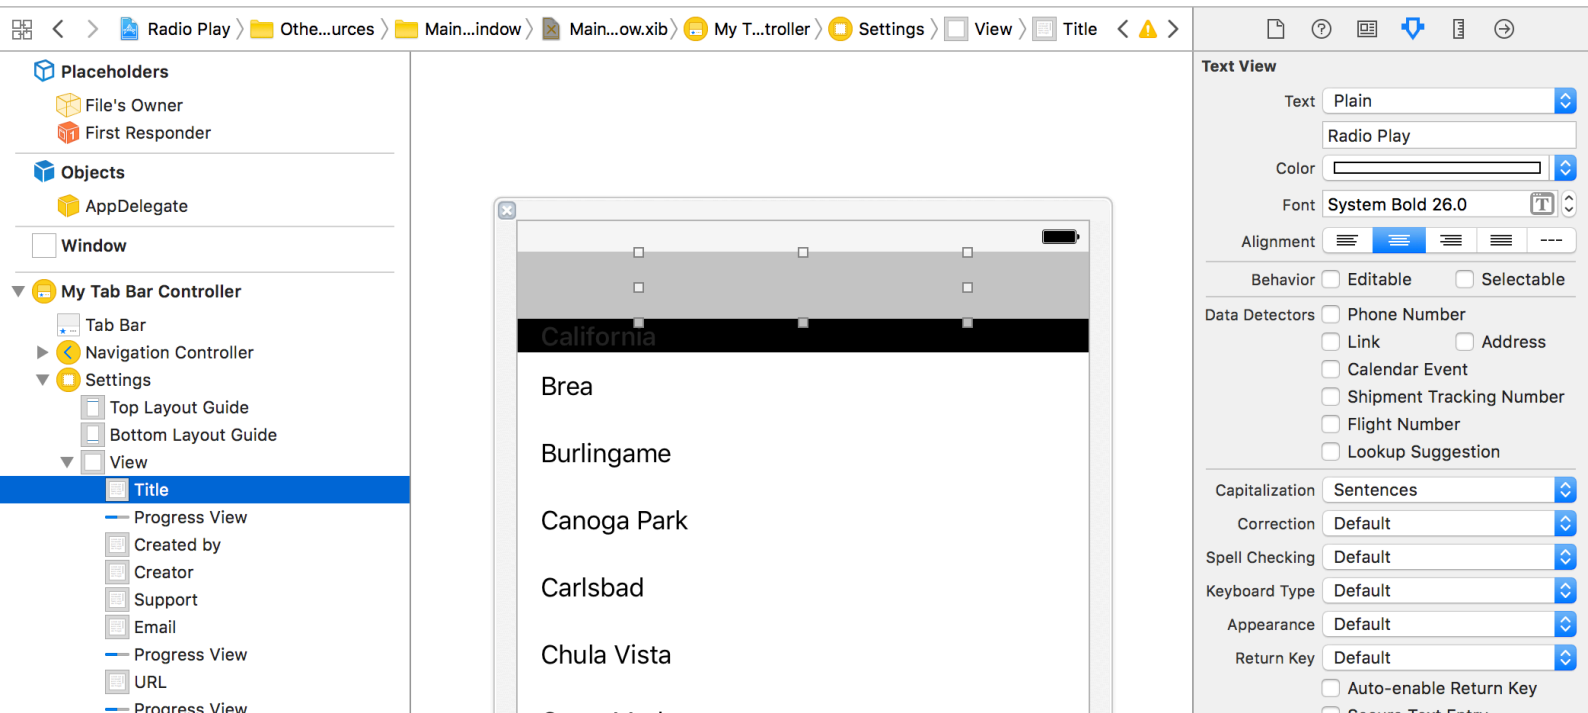 Radio Play Othe...urces Main...indow Main...ow.xib My T...troller Settings View Title
Placeholders
File's Owner
First Responder
Objects
AppDelegate
Window
My Tab Bar Controller
Tab Bar
Navigation Controller
Settings
Top Layout Guide
Bottom Layout Guide
View
Title
Progress View
Created by
Creator
Support
Email
Progress View
URL
Progress View
California
Brea
Burlingame
Canoga Park
Carlsbad
Chula Vista
Text View
Text Plain
Radio Play
Color
Font System Bold 26.0
Alignment
Behavior Editable Selectable
Data Detectors Phone Number
Link Address
Calendar Event
Shipment Tracking Number
Flight Number
Lookup Suggestion
Capitalization Sentences
Correction Default
Spell Checking Default
Keyboard Type Default
Appearance Default
Return Key Default
Auto-enable Return Key
Secure Text Entry